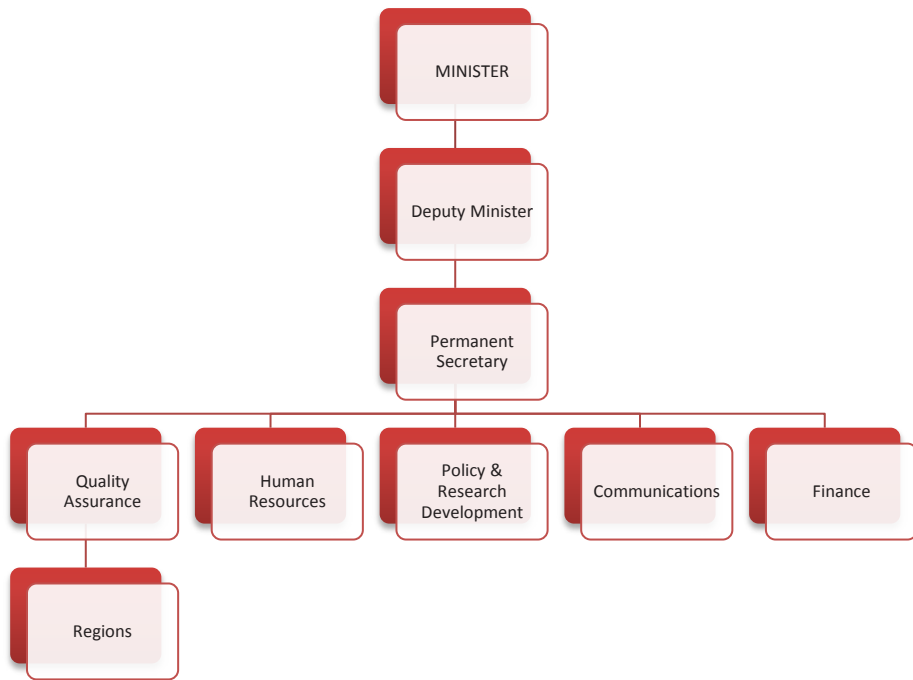 MINISTER
Deputy Minister
Permanent
Secretary
Quality
Assurance
Human
Resources
Policy &
Research
Development
Communications
Finance
Regions